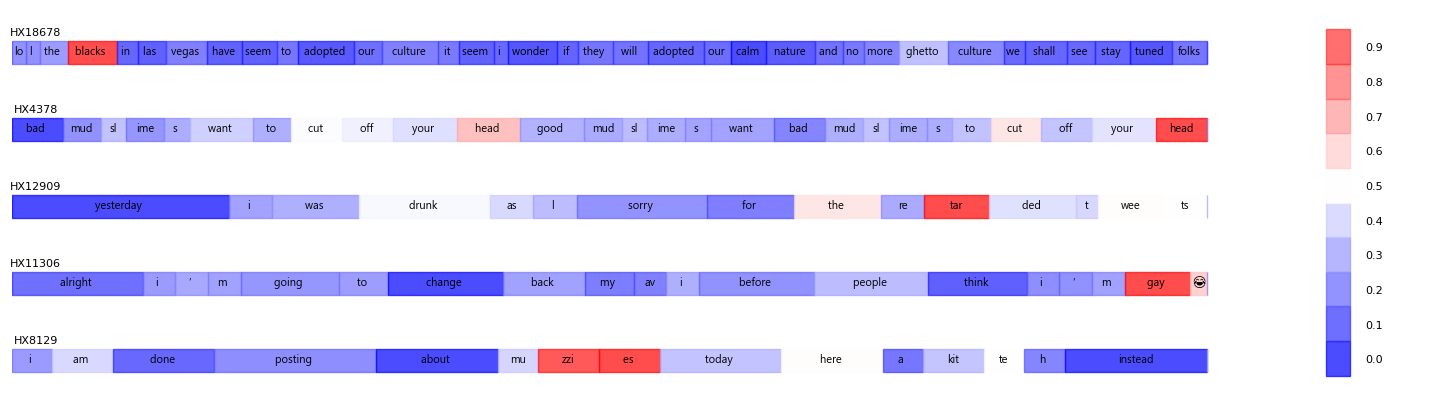 HX18678
lo l the blacks in las vegas have seem to adopted our culture it seem i wonder if they will adopted our calm nature and no more ghetto culture we shall see stay tuned folks
HX4378
bad mud sl ime s want to cut off your head good mud sl ime s want bad mud sl ime s to cut off your head
HX12909
yesterday i was drunk as l sorry for the re tar ded t wee ts
HX11306
alright i ' m going to change back my av i before people think i ' m gay 😂
HX8129
i am done posting about mu zzi es today here a kit te h instead
0.9
0.8
0.7
0.6
0.5
0.4
0.3
0.2
0.1
0.0